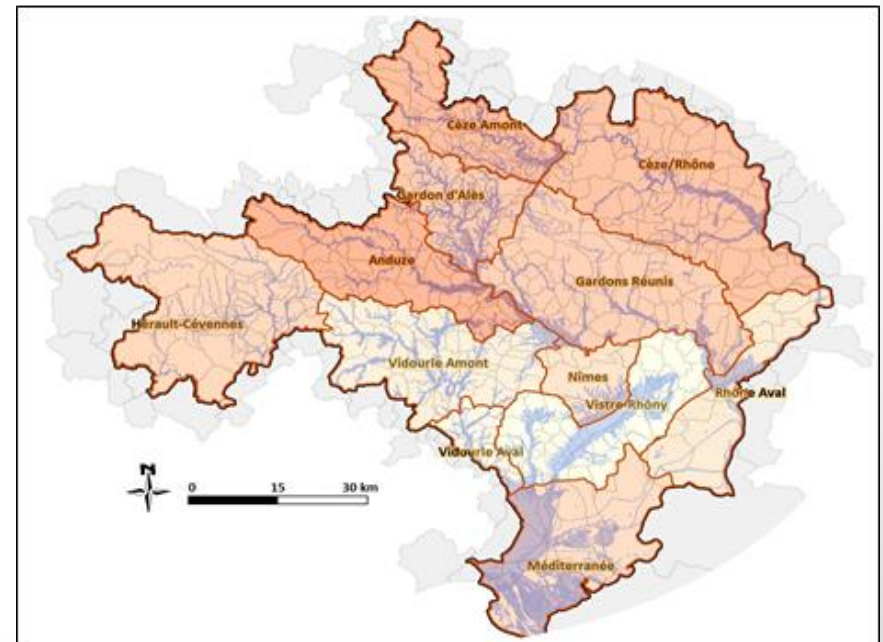 Cèze Amont
Cèze/Rhône
Gardon d'Alès
Anduze
Gardons Réunis
Hérault-Cévennes
Vidourle Amont
Nîmes
Rhône Aval
Vistre-Rhôny
Vidourle Aval
N
0 15 30 km
Méditerranée